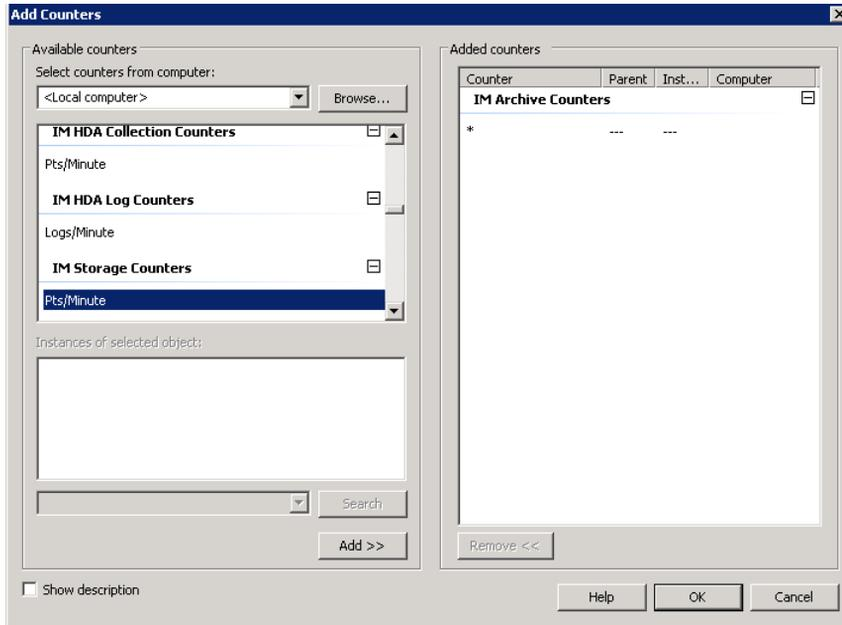 Add Counters
Available counters
Select counters from computer:
<Local computer>
Browse...
IM HDA Collection Counters
Pts/Minute
IM HDA Log Counters
Logs/Minute
IM Storage Counters
Pts/Minute
Instances of selected object:
Search
Add >>
Show description
Added counters
Counter Parent Inst... Computer
IM Archive Counters
* --- ---
Remove <<
Help OK Cancel